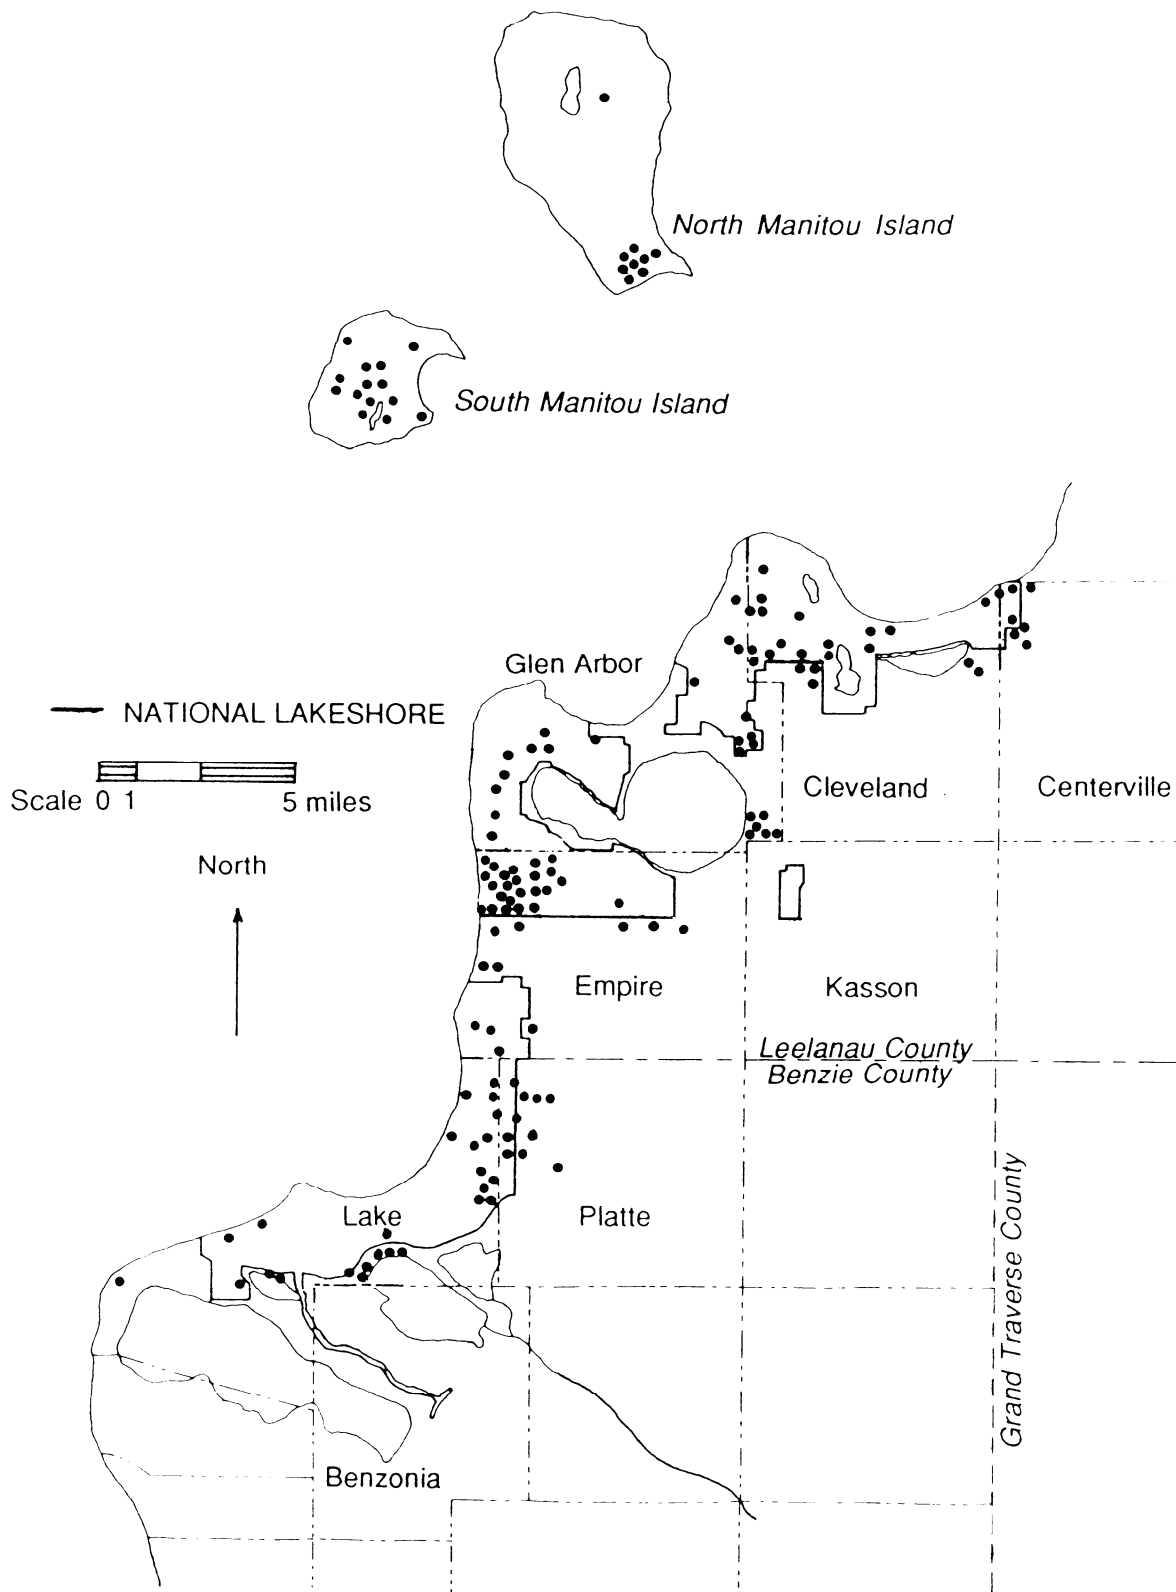 North Manitou Island
South Manitou Island
Glen Arbor
NATIONAL LAKESHORE
Scale 0 1 5 miles
Cleveland
Centerville
North
Empire
Kasson
Leelanau County
Benzie County
Lake
Platte
Grand Traverse County
Benzonia